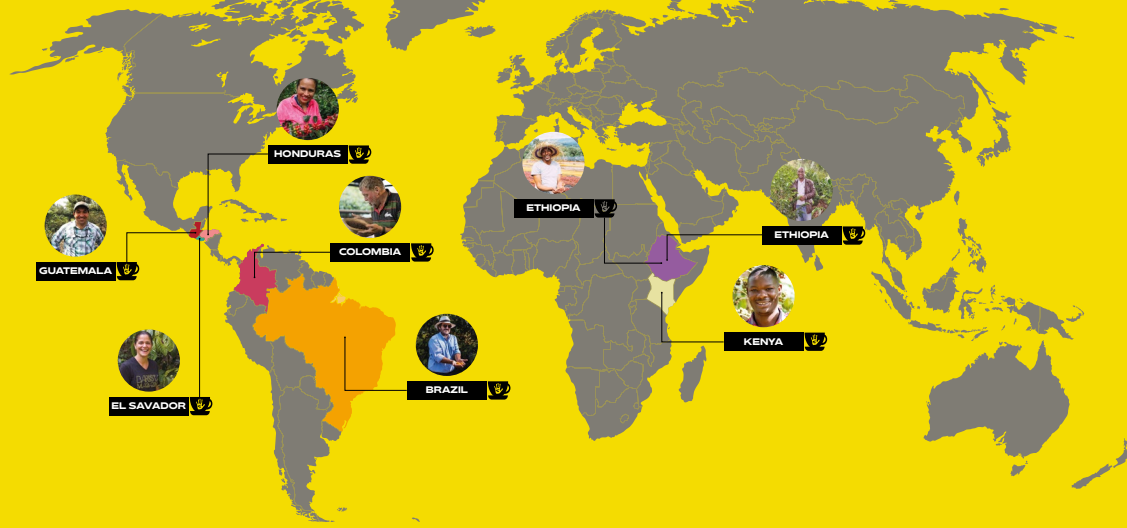 HONDURAS
ETHIOPIA
ETHIOPIA
COLOMBIA
GUATEMALA
KENYA
BRAZIL
EL SAVADOR